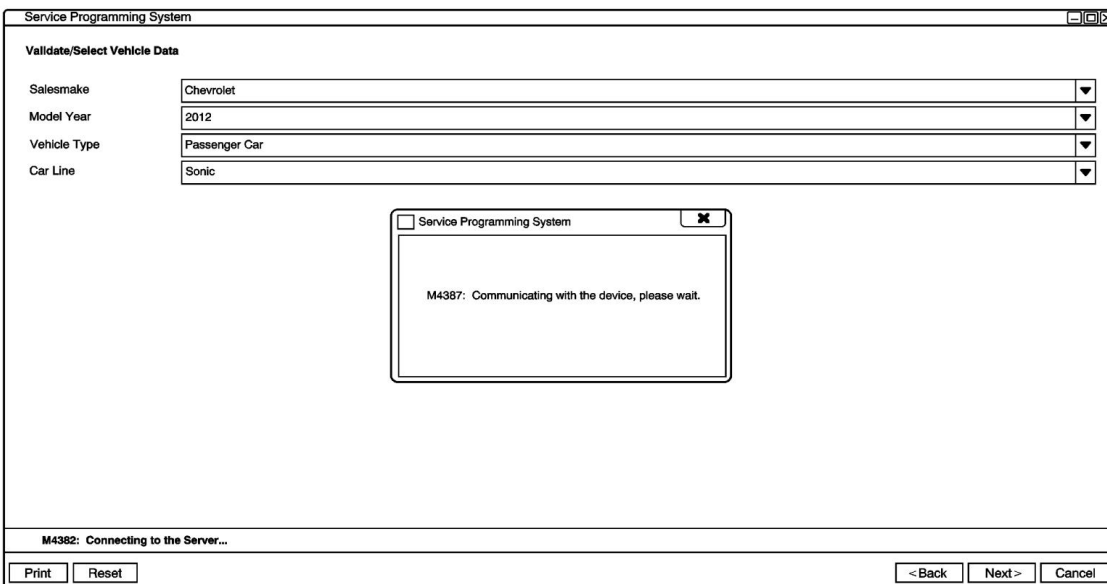 Service Programming System
Validate/Select Vehicle Data
Salesmake Chevrolet
Model Year 2012
Vehicle Type Passenger Car
Car Line Sonic
Service Programming System
M4387: Communicating with the device, please wait.
M4382: Connecting to the Server...
Print Reset <Back Next> Cancel